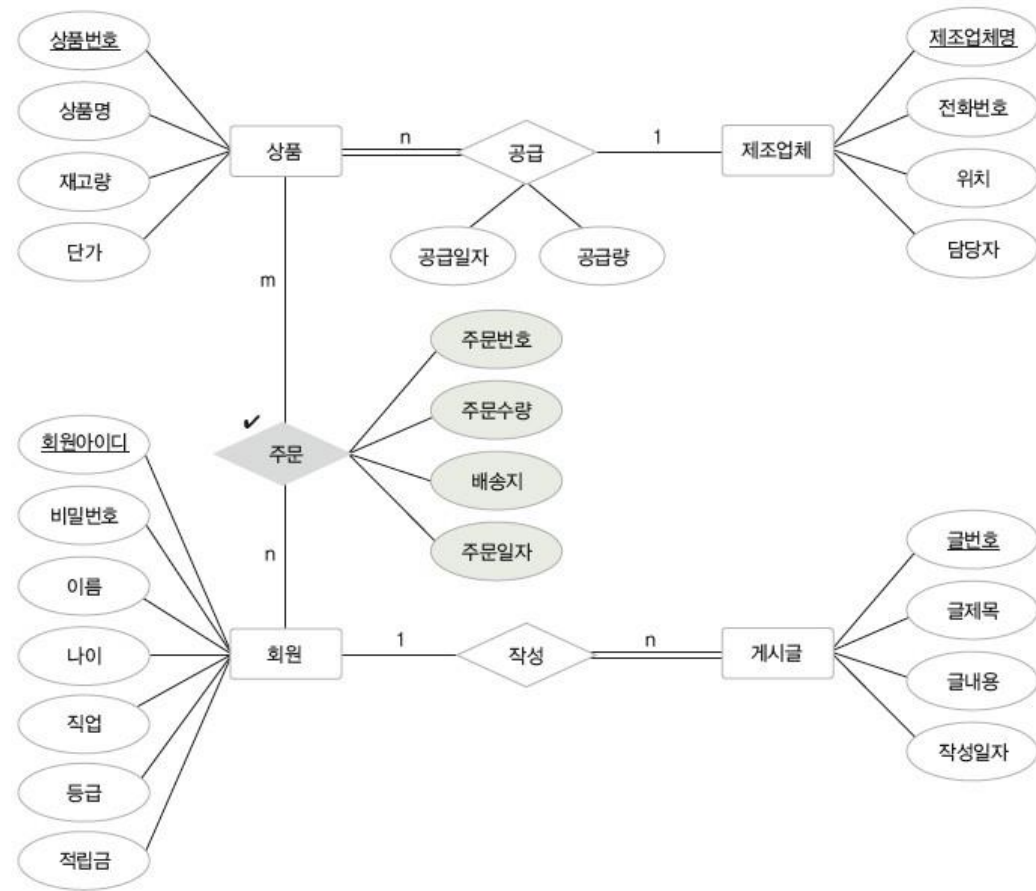 상품번호
상품명
재고량
단가
상품
n
공급
1
제조업체
제조업체명
전화번호
위치
담당자
공급일자
공급량
m
주문번호
주문수량
배송지
주문일자
✔
주문
n
회원아이디
비밀번호
이름
나이
직업
등급
적립금
회원
1
작성
n
게시글
글번호
글제목
글내용
작성일자